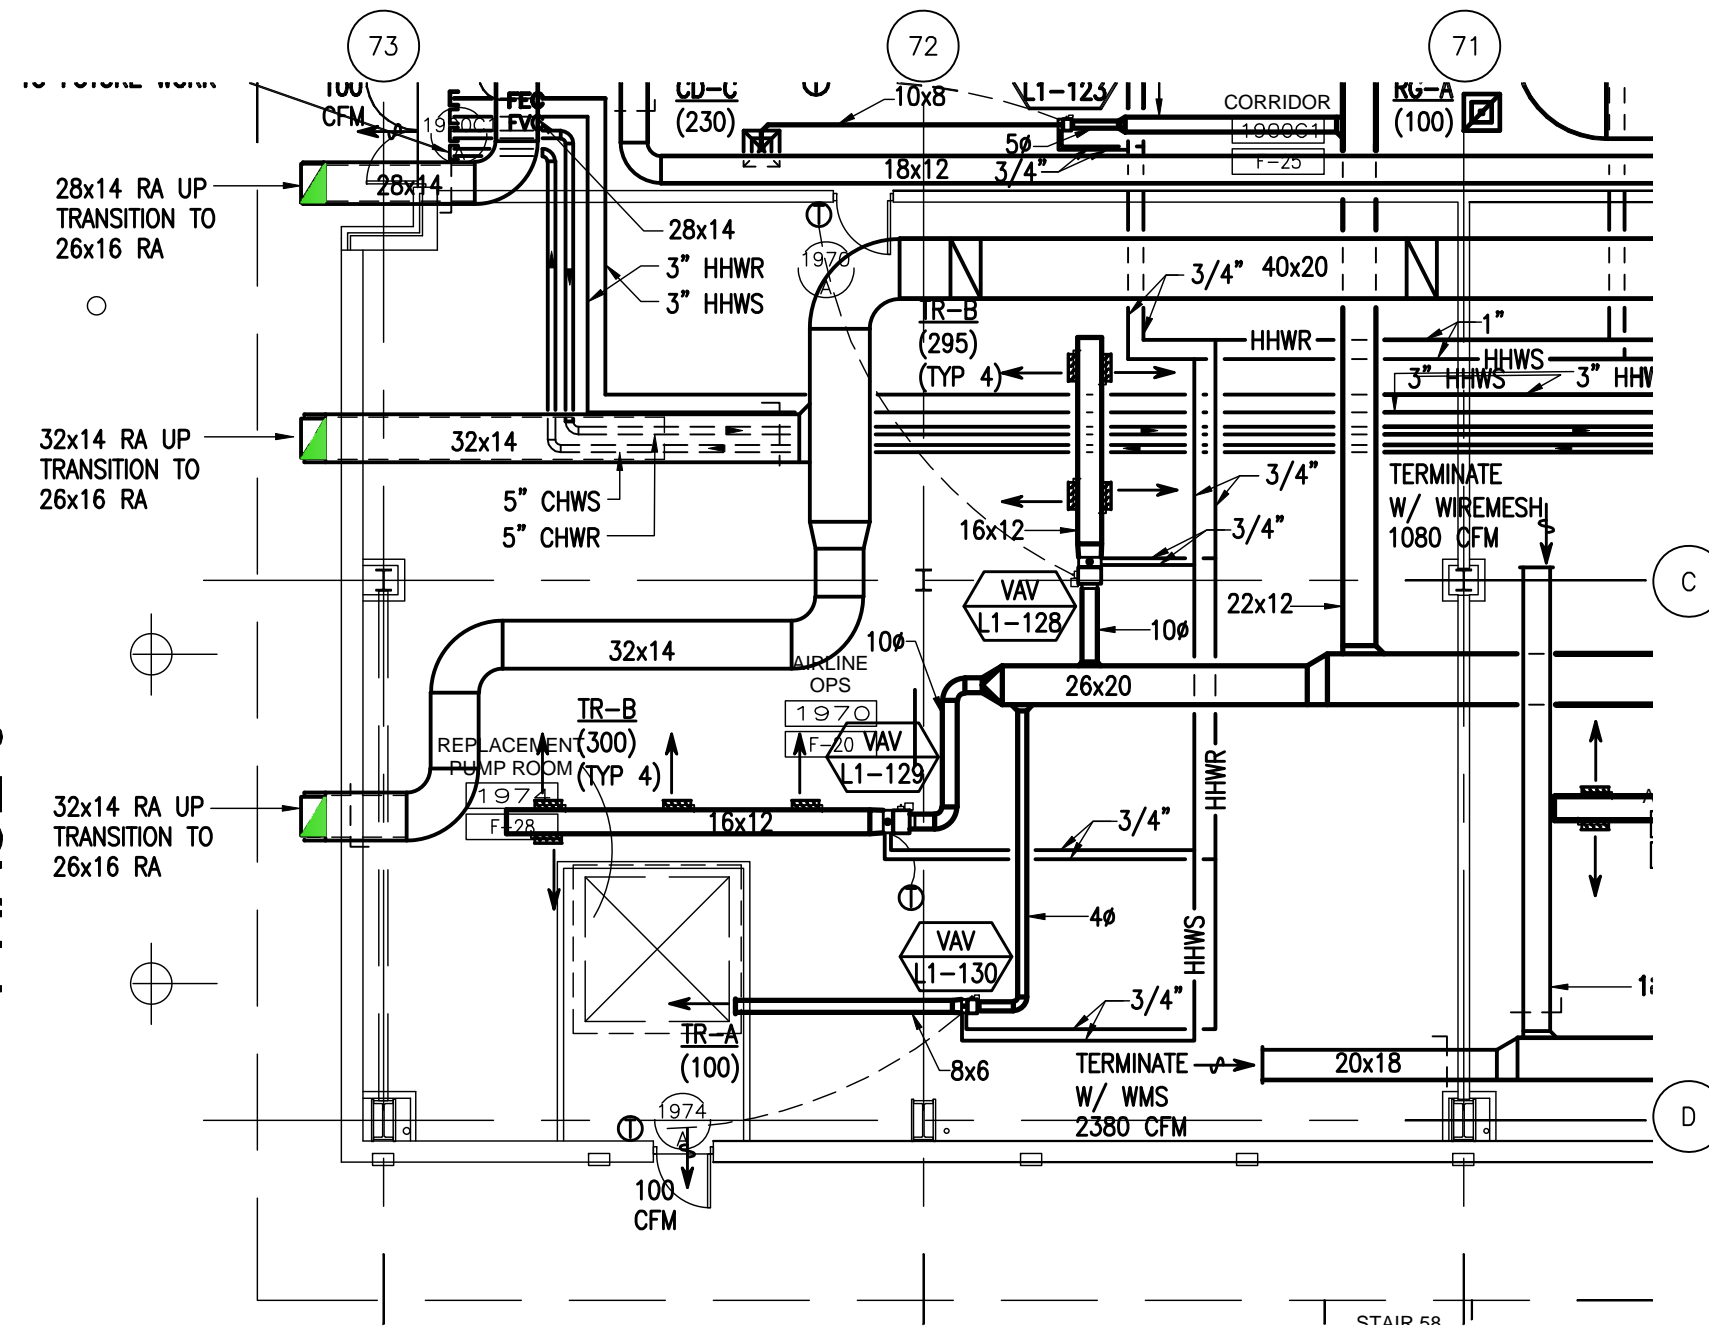 73
72
71
100
CFM
FEC
FVC
CD-C
(230)
10x8
L1-123
CORRIDOR
1900C1
F-25
RG-A
(100)
5ø
3/4"
18x12
28x14 RA UP
TRANSITION TO
26x16 RA
28x14
28x14
3" HHWR
3" HHWS
1970
A
3/4"
40x20
TR-B
(295)
(TYP 4)
HHWR
1"
HHWS
3" HHWS
32x14 RA UP
TRANSITION TO
26x16 RA
32x14
5" CHWS
5" CHWR
16x12
3/4"
3/4"
TERMINATE
W/ WIREMESH
1080 CFM
C
VAV
L1-128
10ø
22x12
32x14
10ø
26x20
AIRLINE
OPS
1970
F-20
VAV
L1-129
TR-B
(300)
(TYP 4)
REPLACEMENT
PUMP ROOM
1974
F-28
32x14 RA UP
TRANSITION TO
26x16 RA
16x12
3/4"
HHWR
4ø
VAV
L1-130
HHWS
3/4"
TR-A
(100)
8x6
TERMINATE
W/ WMS
2380 CFM
20x18
D
1974
A
100
CFM
STAIR 58